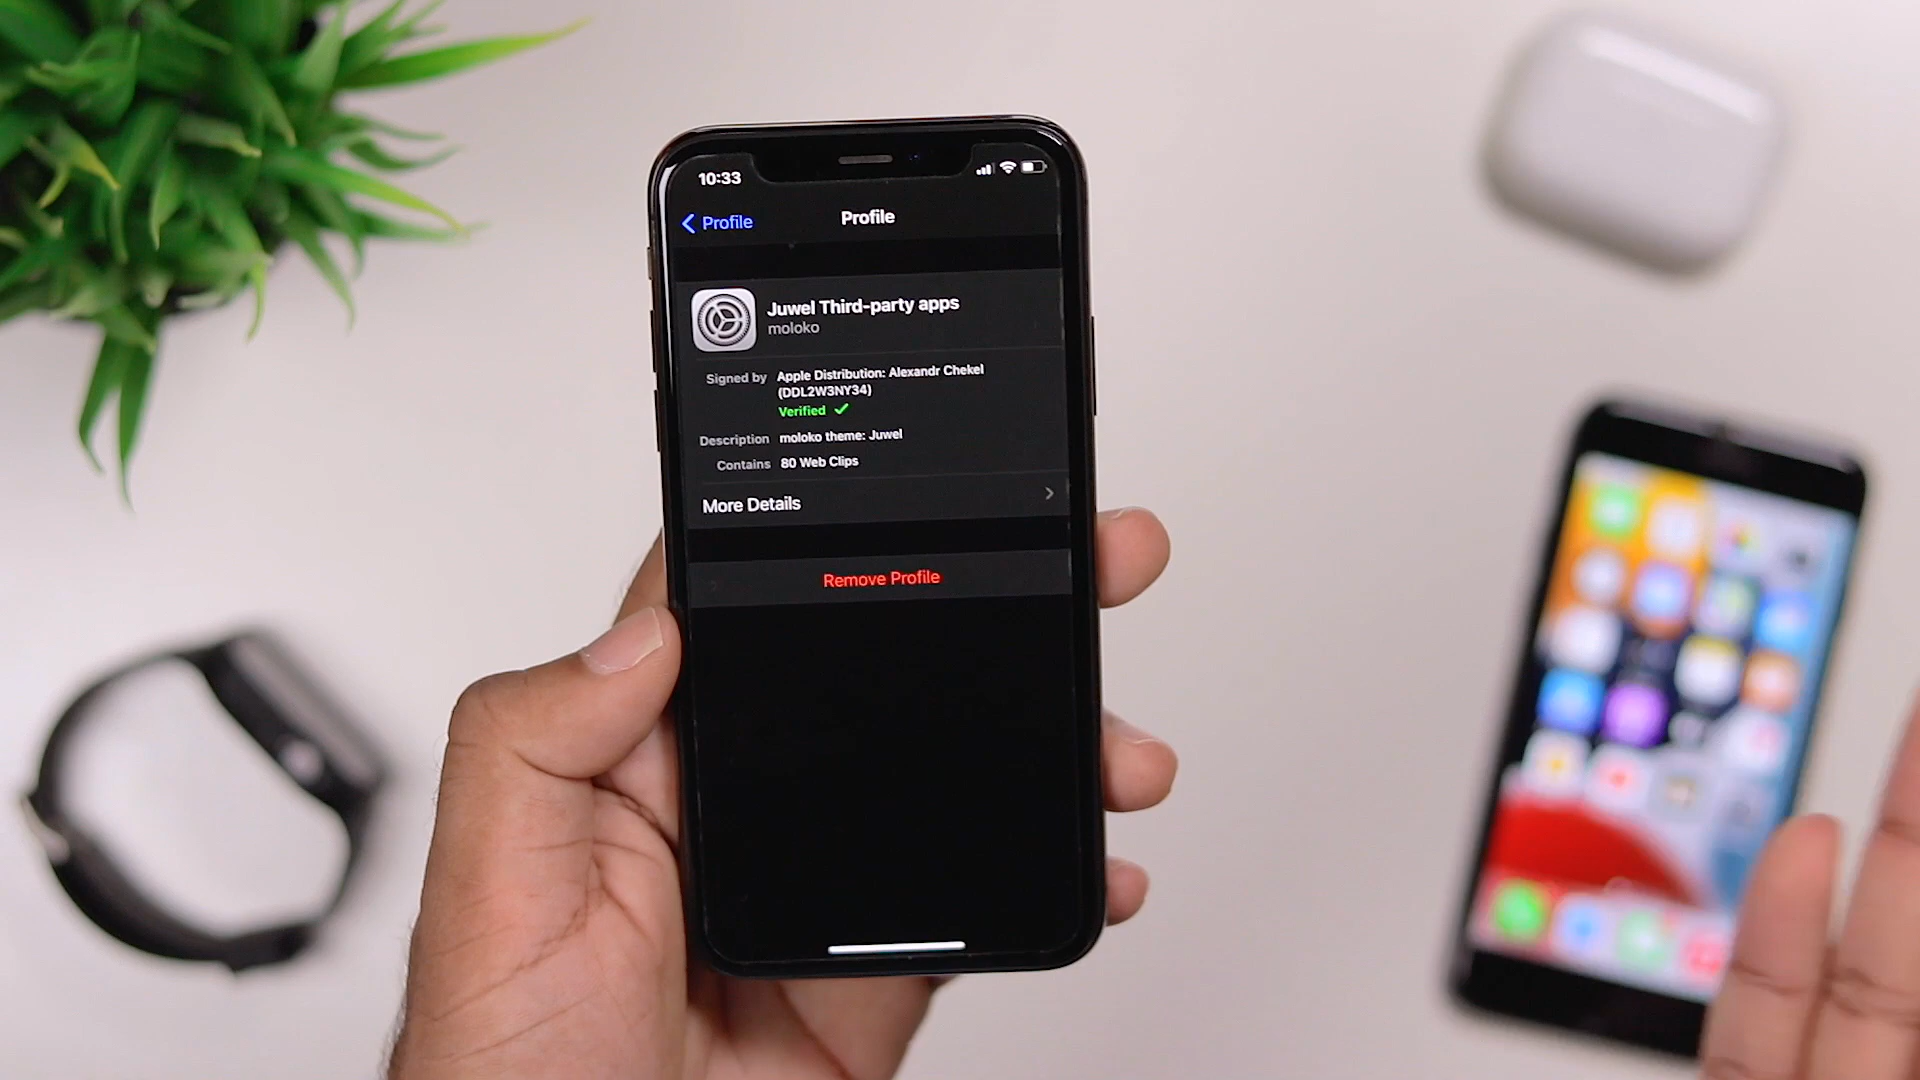 10:33
Profile
Profile
Juwel Third-party apps
moloko
Signed by Apple Distribution: Alexandr Chekel
(DDL2W3NY34)
Verified
Description moloko theme: Juwel
Contains 80 Web Clips
More Details
Remove Profile